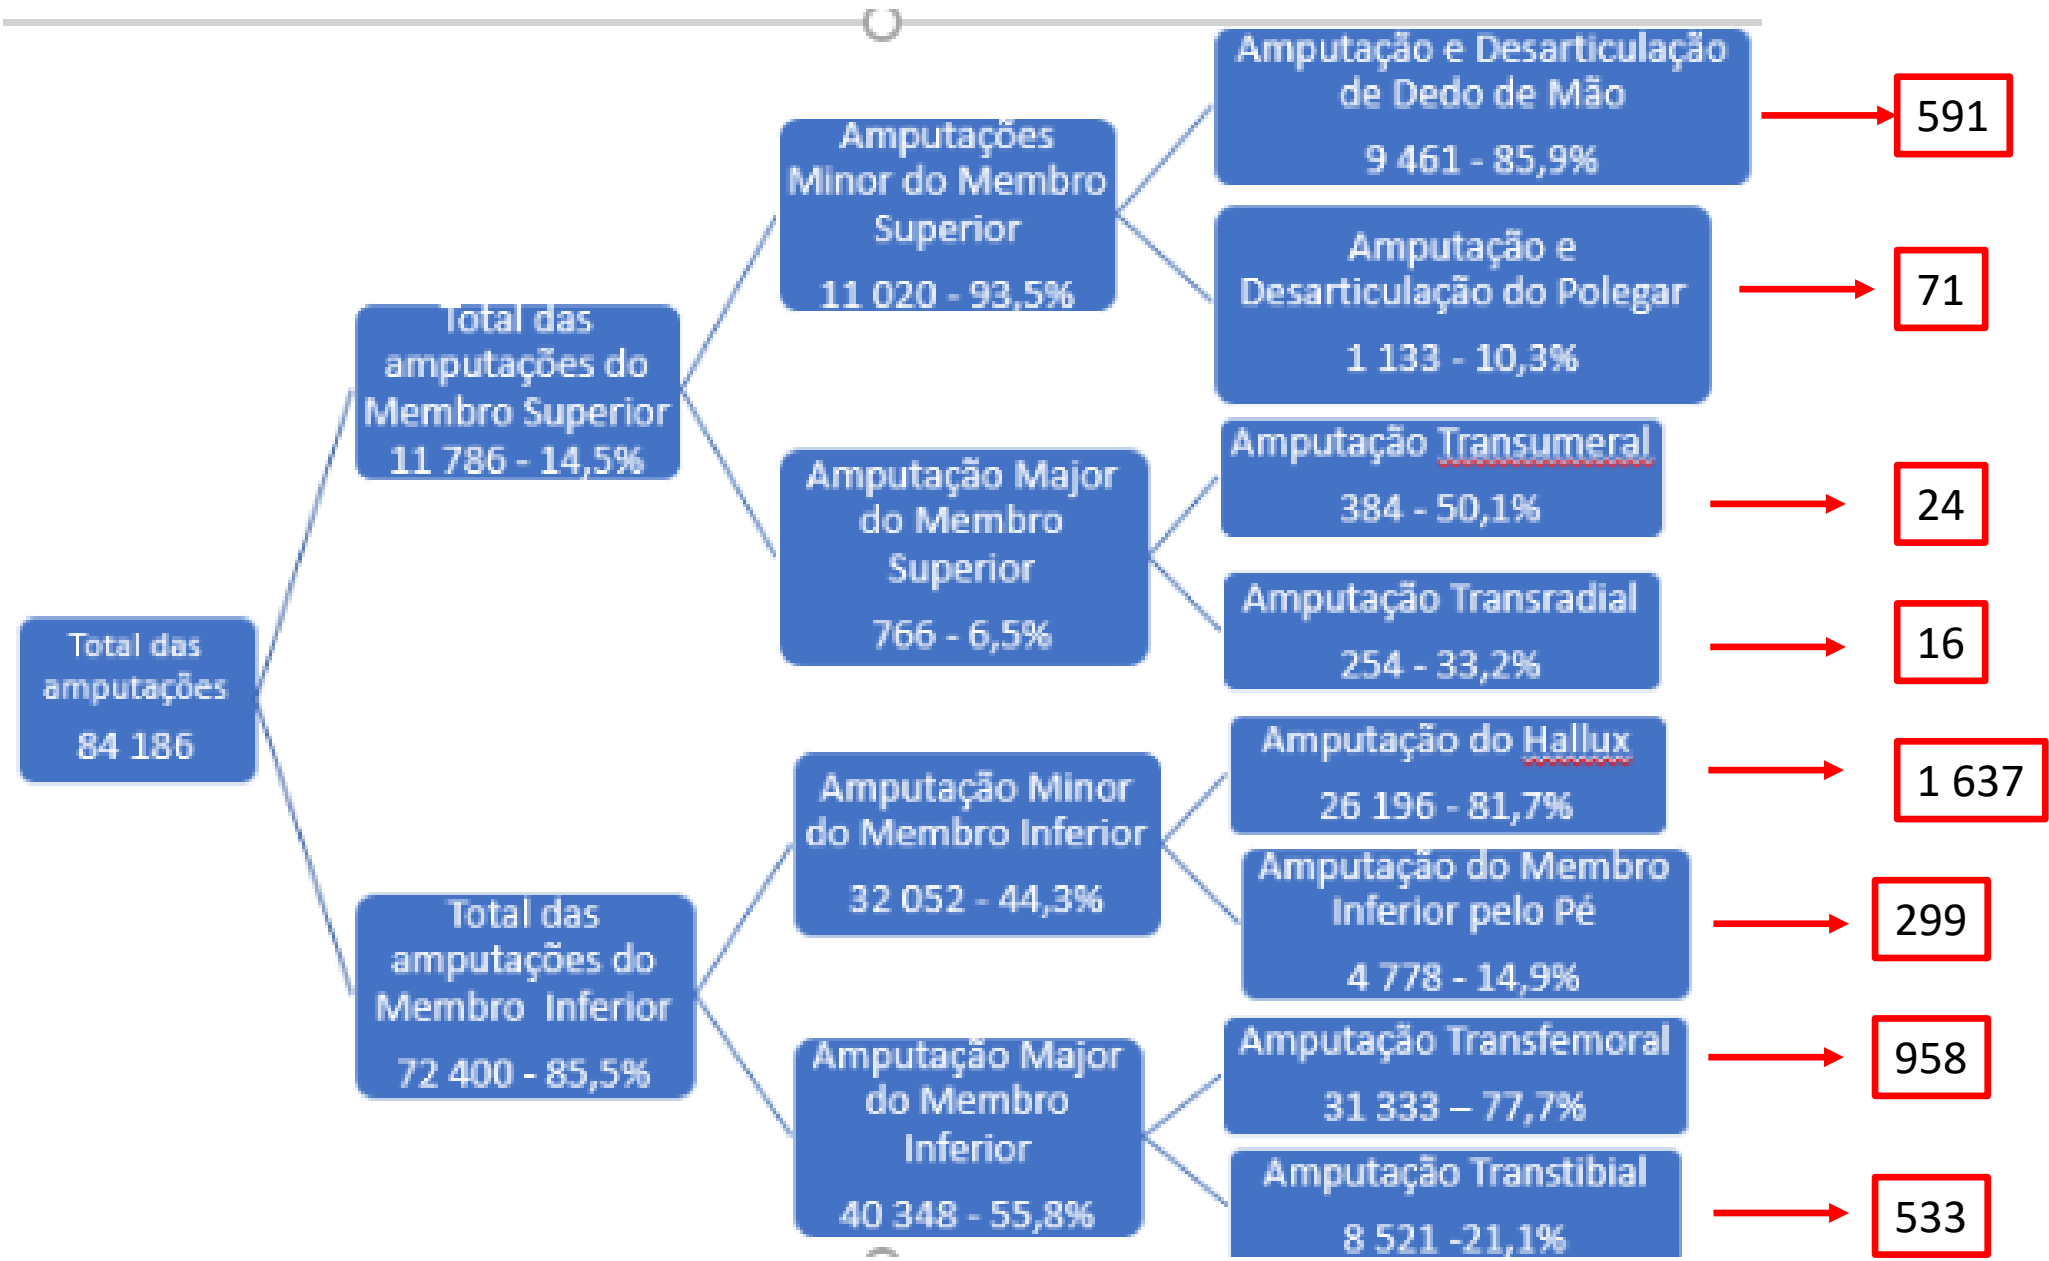 Total das
amputações
84 186
Total das
amputações do
Membro Superior
11 786 - 14,5%
Total das
amputações do
Membro Inferior
72 400 - 85,5%
Amputações
Minor do Membro
Superior
11 020 - 93,5%
Amputação Major
do Membro
Superior
766 - 6,5%
Amputação Minor
do Membro Inferior
32 052 - 44,3%
Amputação Major
do Membro
Inferior
40 348 - 55,8%
Amputação e Desarticulação
de Dedo de Mão
9 461 - 85,9%
591
Amputação e
Desarticulação do Polegar
1 133 - 10,3%
71
Amputação Transumeral
384 - 50,1%
24
Amputação Transradial
254 - 33,2%
16
Amputação do Hallux
26 196 - 81,7%
1 637
Amputação do Membro
Inferior pelo Pé
4 778 - 14,9%
299
Amputação Transfemoral
31 333 – 77,7%
958
Amputação Transtibial
8 521 -21,1%
533